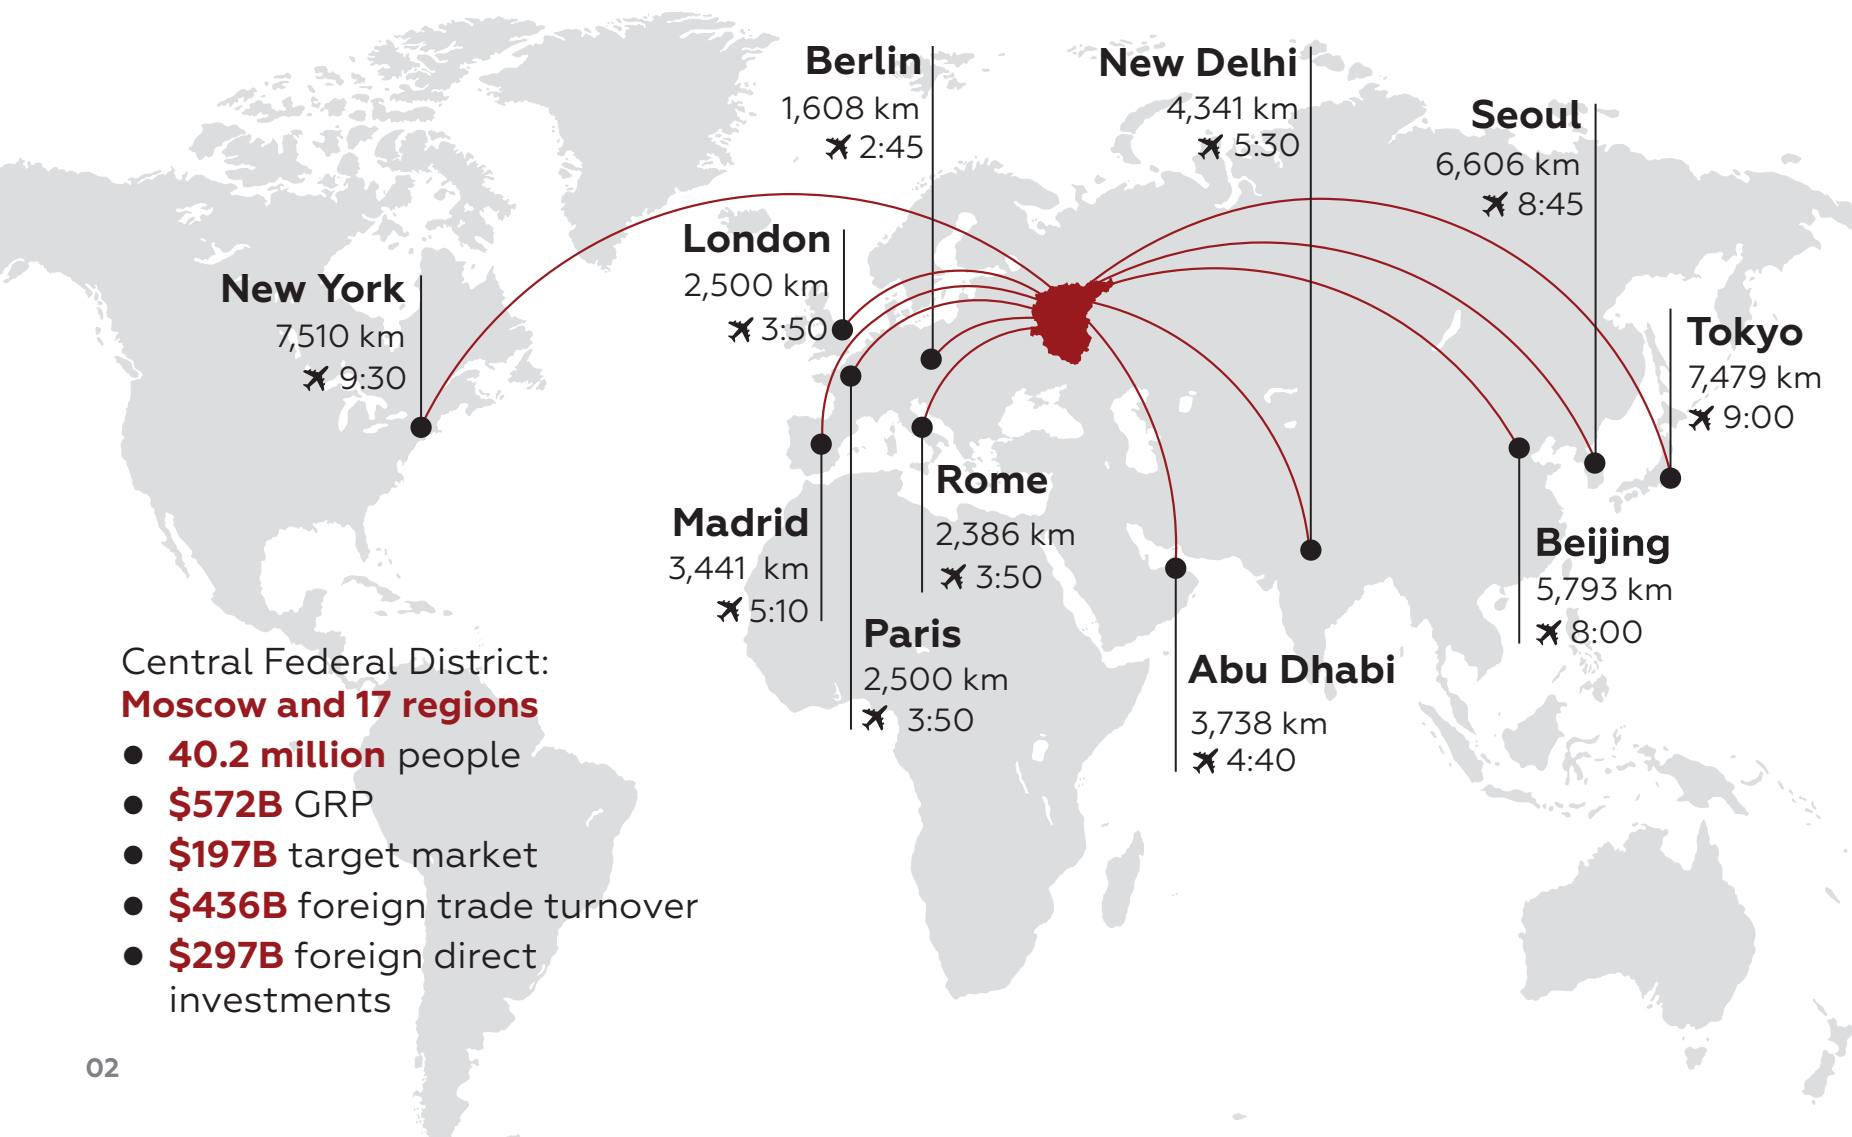 Berlin
1,608 km
2:45
New Delhi
4,341 km
5:30
Seoul
6,606 km
8:45
London
2,500 km
3:50
New York
7,510 km
9:30
Tokyo
7,479 km
9:00
Rome
2,386 km
3:50
Madrid
3,441 km
5:10
Beijing
5,793 km
8:00
Paris
2,500 km
3:50
Abu Dhabi
3,738 km
4:40
Central Federal District:
Moscow and 17 regions
● 40.2 million people
● $572B GRP
● $197B target market
● $436B foreign trade turnover
● $297B foreign direct
investments
02